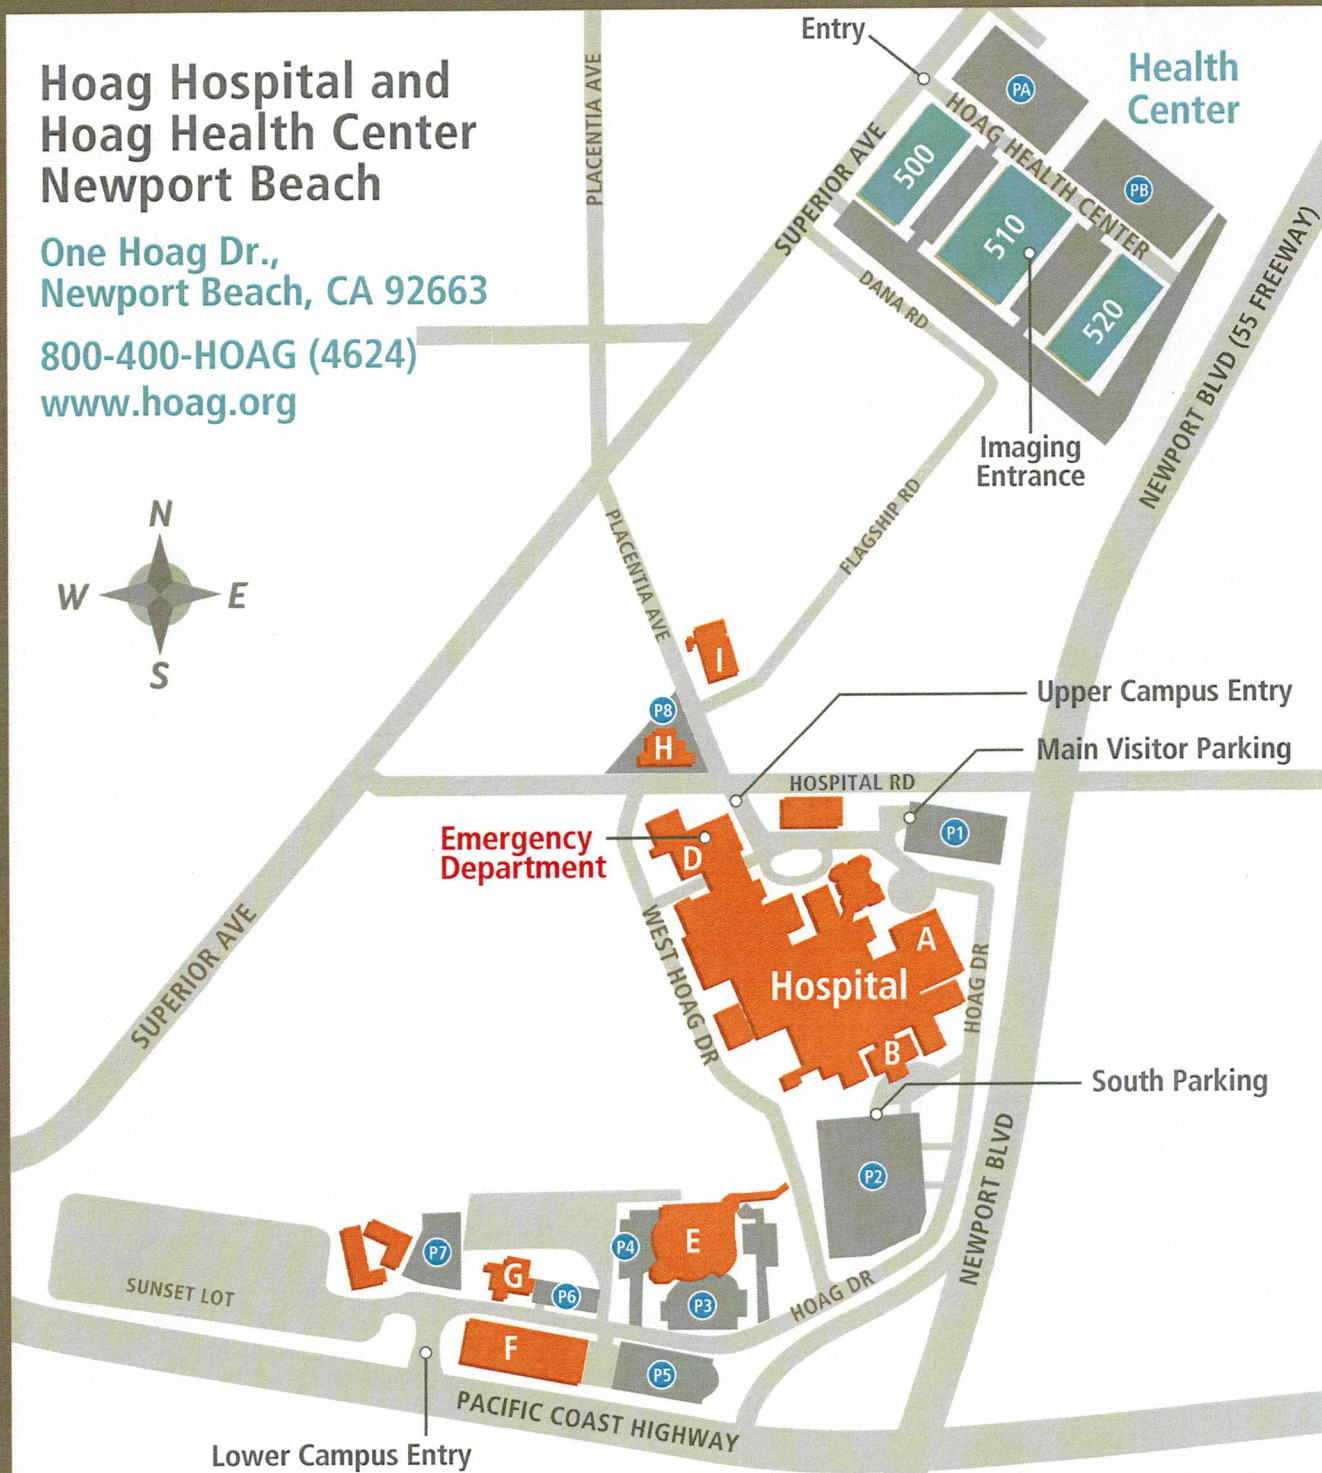 Hoag Hospital and
Hoag Health Center
Newport Beach
One Hoag Dr.,
Newport Beach, CA 92663
800-400-HOAG (4624)
www.hoag.org
N
W
E
S
Entry
Health
Center
PLACENTIA AVE
SUPERIOR AVE
HOAG HEALTH CENTER
PA
PB
500
510
520
DANA RD
Imaging
Entrance
NEWPORT BLVD (55 FREEWAY)
PLACENTIA AVE
FLAGSHIP RD
I
P8
H
Upper Campus Entry
Main Visitor Parking
HOSPITAL RD
P1
Emergency
Department
D
A
Hospital
B
WEST HOAG DR
HOAG DR
SUPERIOR AVE
South Parking
P2
NEWPORT BLVD
E
P4
P3
P7
G
P6
SUNSET LOT
HOAG DR
F
P5
PACIFIC COAST HIGHWAY
Lower Campus Entry